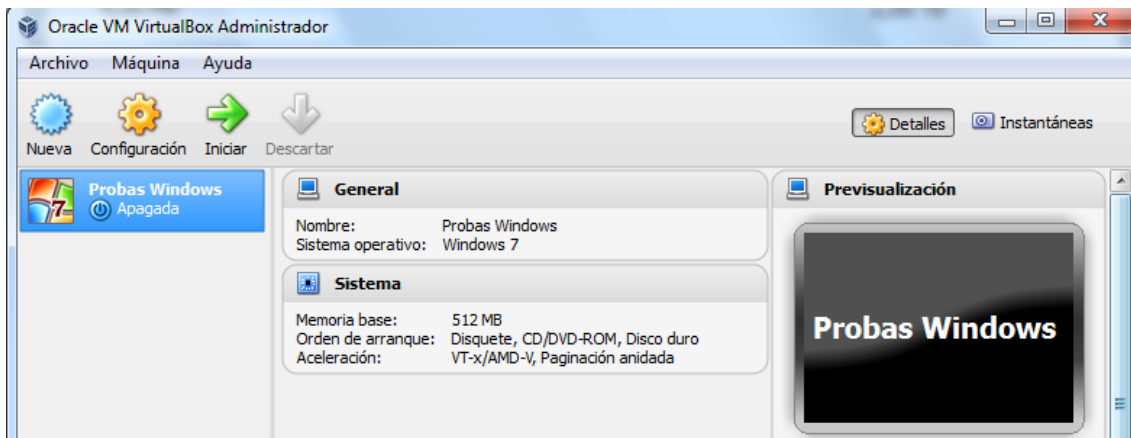 Oracle VM VirtualBox Administrador
Archivo Máquina Ayuda
Nueva Configuración Iniciar Descartar
Detalles Instantáneas
Probas Windows
Apagada
General
Nombre: Probas Windows
Sistema operativo: Windows 7
Sistema
Memoria base: 512 MB
Orden de arranque: Disquete, CD/DVD-ROM, Disco duro
Aceleración: VT-x/AMD-V, Paginación anidada
Previsualización
Probas Windows